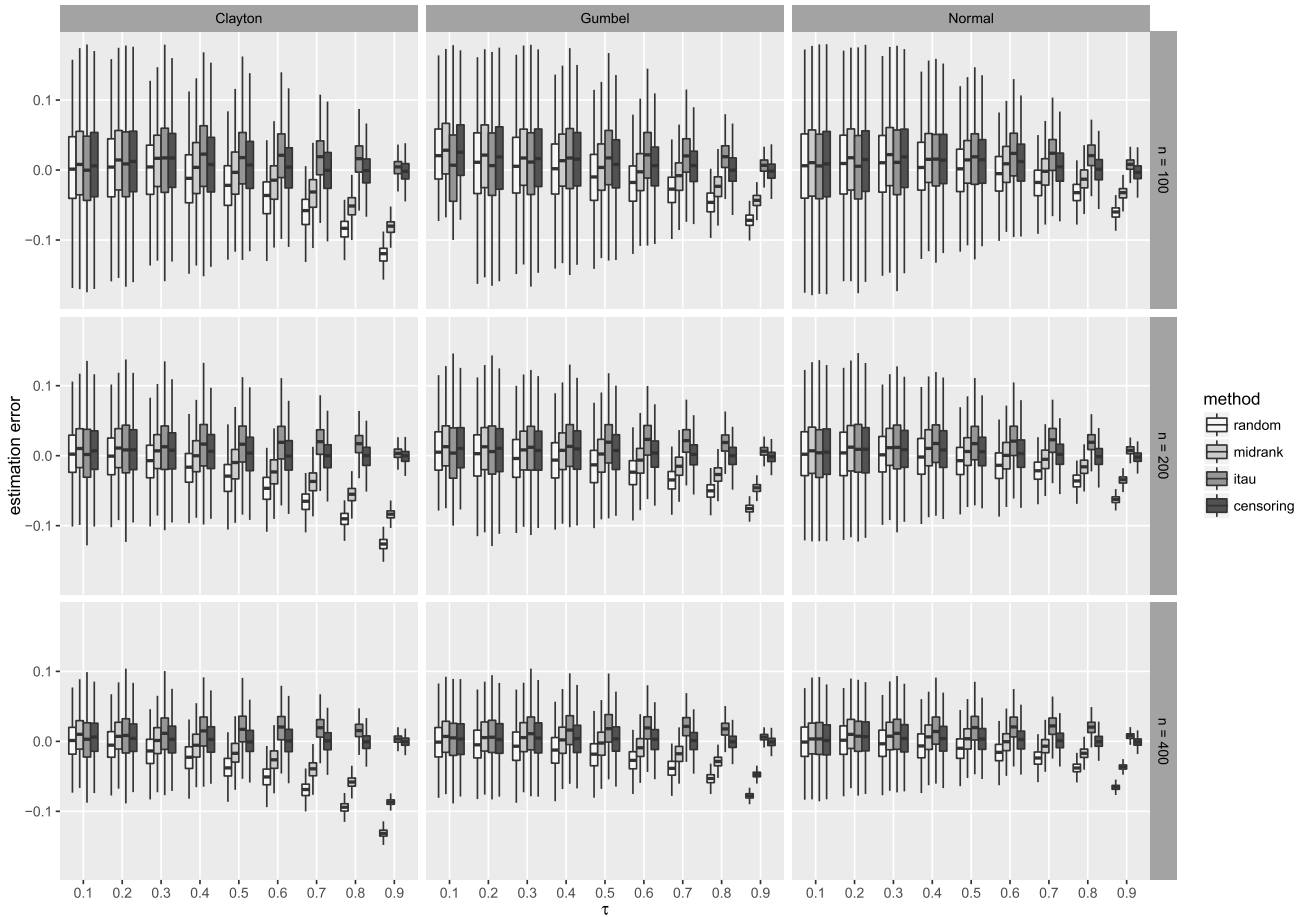 Clayton
Gumbel
Normal
0.1
0.0
−0.1
n = 100
0.1
0.0
−0.1
n = 200
0.1
0.0
−0.1
n = 400
estimation error
0.1 0.2 0.3 0.4 0.5 0.6 0.7 0.8 0.9
0.1 0.2 0.3 0.4 0.5 0.6 0.7 0.8 0.9
0.1 0.2 0.3 0.4 0.5 0.6 0.7 0.8 0.9
τ
method
random
midrank
itau
censoring